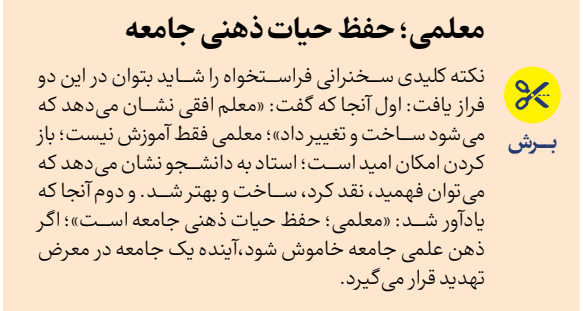 معلمی؛ حفظ حیات ذهنی جامعه
برش
نکته کلیدی سخنرانی فراستخواه را شاید بتوان در این دو
فراز یافت: اول آنجا که گفت: «معلم افقی نشان می‌دهد که
می‌شود ساخت و تغییر داد»؛ معلمی فقط آموزش نیست؛ باز
کردن امکان امید است؛ استاد به دانشجو نشان می‌دهد که
می‌توان فهمید، نقد کرد، ساخت و بهتر شد. و دوم آنجا که
یادآور شد: «معلمی؛ حفظ حیات ذهنی جامعه است»؛ اگر
ذهن علمی جامعه خاموش شود،آینده یک جامعه در معرض
تهدید قرار می‌گیرد.